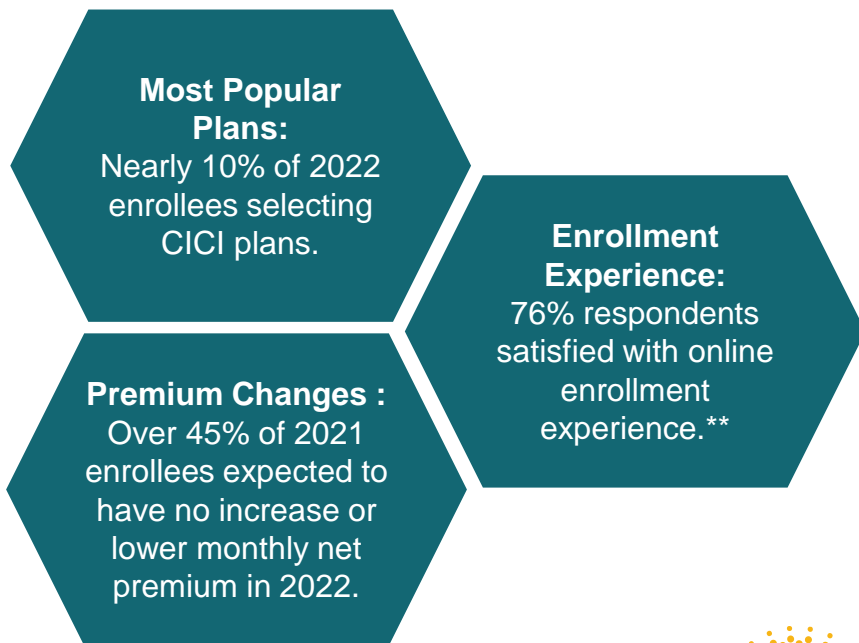 Most Popular
Plans:
Nearly 10% of 2022
enrollees selecting
CICI plans.
Enrollment
Experience:
76% respondents
satisfied with online
enrollment
experience.**
Premium Changes :
Over 45% of 2021
enrollees expected to
have no increase or
lower monthly net
premium in 2022.